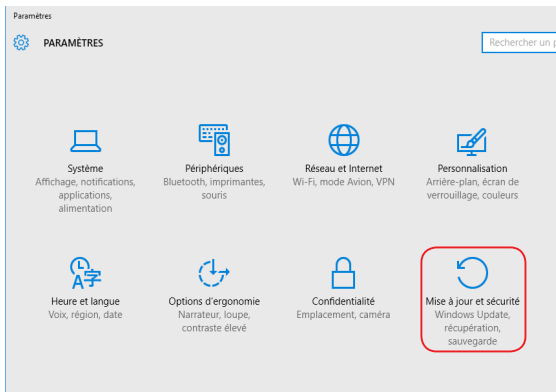 Paramètres
PARAMÈTRES
Rechercher un p
Système
Affichage, notifications,
applications,
alimentation
Périphériques
Bluetooth, imprimantes,
souris
Réseau et Internet
Wi-Fi, mode Avion, VPN
Personnalisation
Arrière-plan, écran de
verrouillage, couleurs
Heure et langue
Voix, région, date
Options d'ergonomie
Narrateur, loupe,
contraste élevé
Confidentialité
Emplacement, caméra
Mise à jour et sécurité
Windows Update,
récupération,
sauvegarde